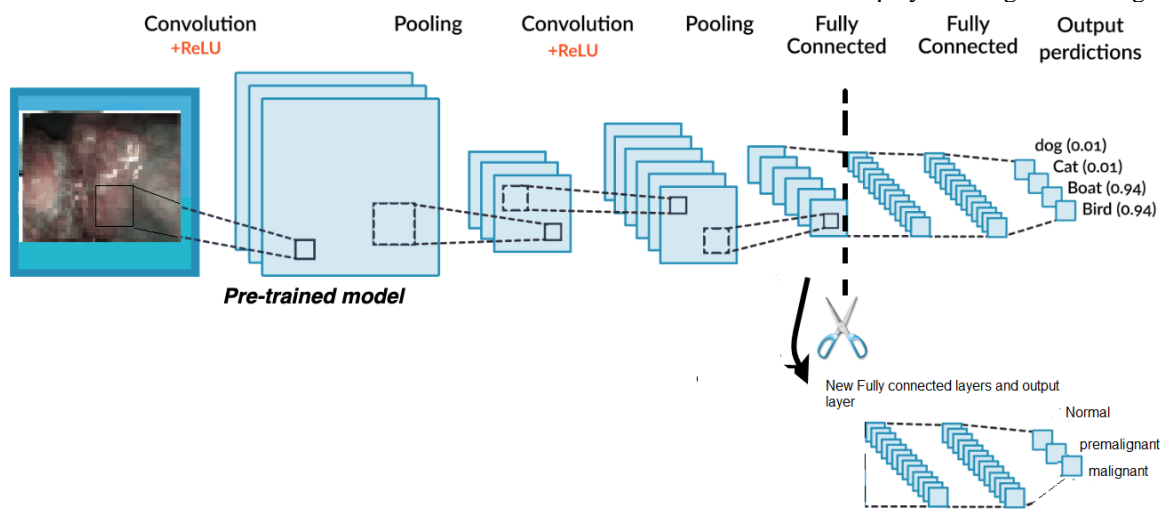 Convolution
+ReLU
Pooling
Convolution
+ReLU
Pooling
Fully
Connected
Fully
Connected
Output
perdictions
dog (0.01)
Cat (0.01)
Boat (0.94)
Bird (0.94)
Pre-trained model
New Fully connected layers and output
layer
Normal
premalignant
malignant